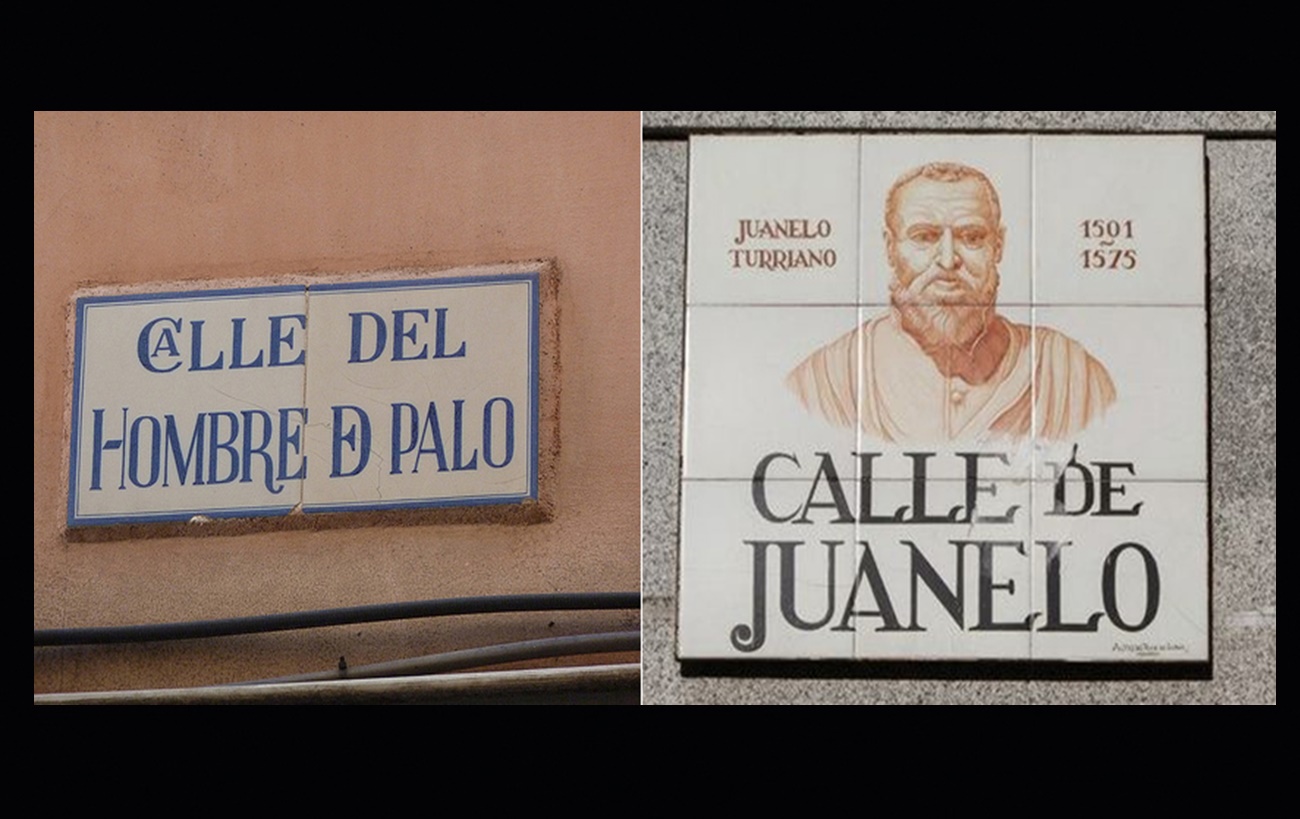 CALLE DEL
HOMBRE DE PALO
JUANELO
TURRIANO
1501
~
1575
CALLE DE
JUANELO